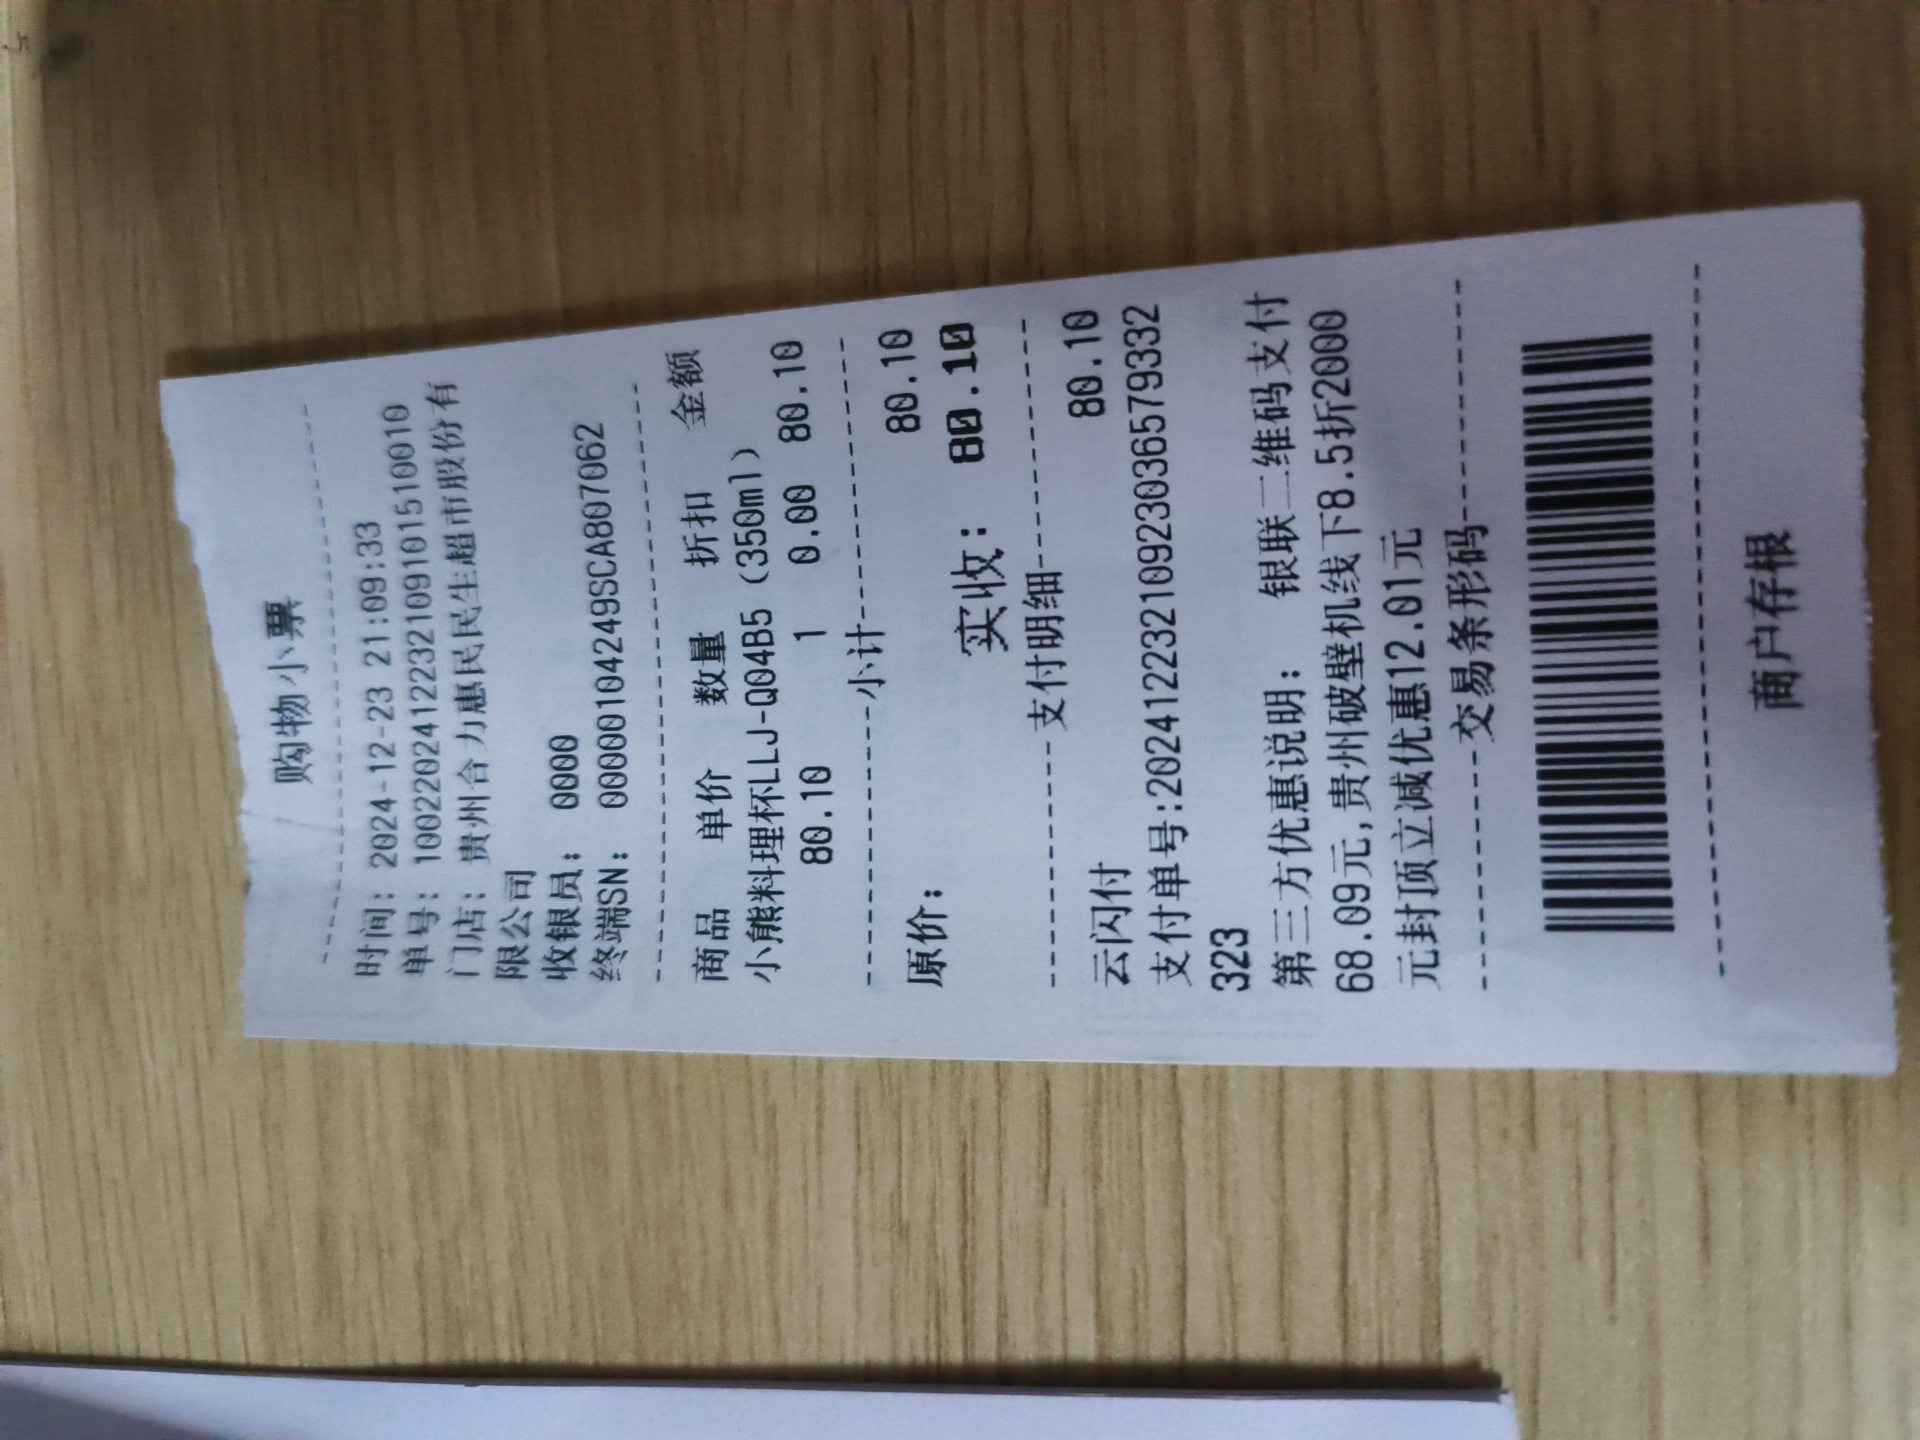 购物小票
时间：2024-12-23 21:09:33
单号：10022024122321091015100010
门店：贵州合力惠民民生超市股份有
限公司
收银员：0000
终端SN：00000104249SCA807062
商品 单价 数量 折扣 金额
小熊料理杯LLJ-Q04B5（350ml）
80.10 1 0.00 80.10
小计
原价： 80.10
实收：80.10
支付明细
云闪付 80.10
支付单号:20241223210923036579332
323
第三方优惠说明： 银联二维码支付
68.09元,贵州破壁机线下8.5折2000
元封顶立减优惠12.01元
交易条形码
商户存根